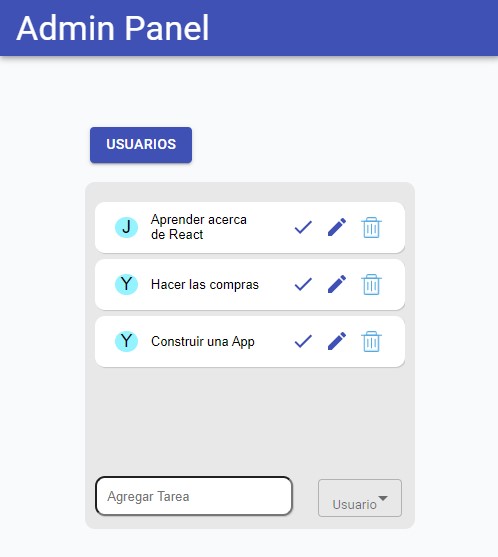 Admin Panel
USUARIOS
J
Aprender acerca
de React
Y
Hacer las compras
Y
Construir una App
Agregar Tarea
Usuario